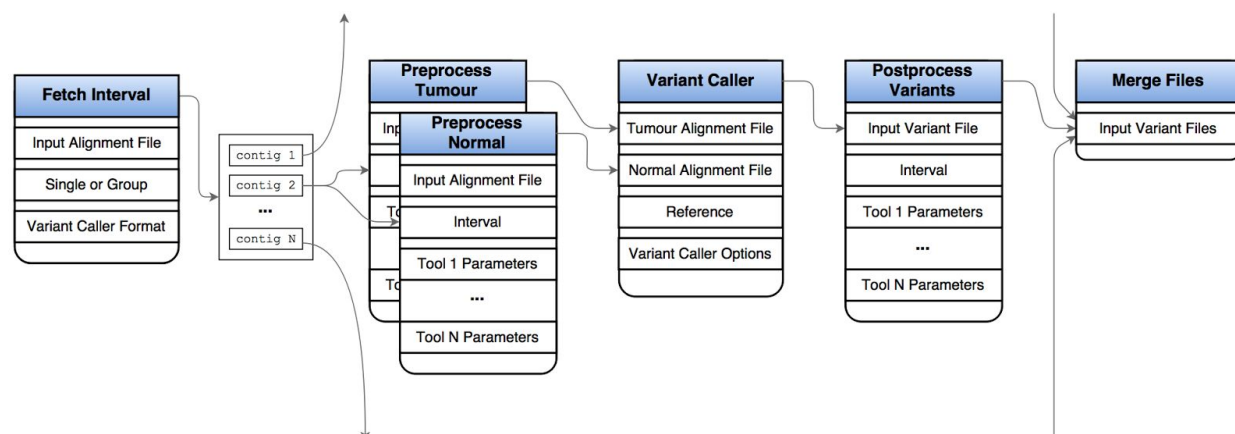 Fetch Interval
Input Alignment File
Single or Group
Variant Caller Format
contig 1
contig 2
...
contig N
Preprocess
Tumour
Preprocess
Normal
Input Alignment File
Interval
Tool 1 Parameters
...
Tool N Parameters
Variant Caller
Tumour Alignment File
Normal Alignment File
Reference
Variant Caller Options
Postprocess
Variants
Input Variant File
Interval
Tool 1 Parameters
...
Tool N Parameters
Merge Files
Input Variant Files